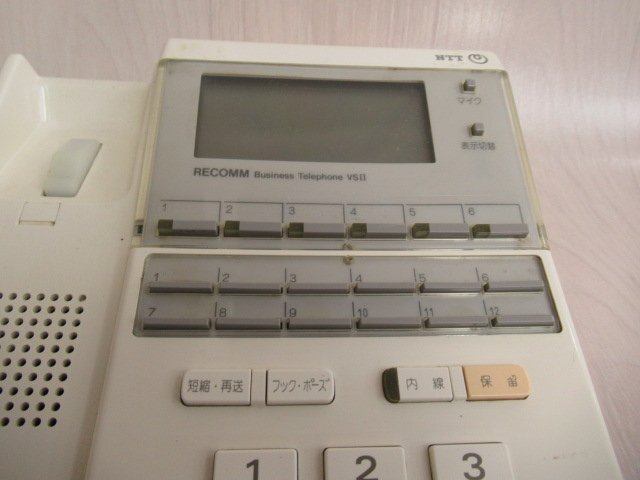 NTT
マイク
表示切替
RECOMM Business Telephone VSII
1 2 3 4 5 6
1 2 3 4 5 6
7 8 9 10 11 12
短縮・再送 フック・ポーズ 内線 保留
1 2 3